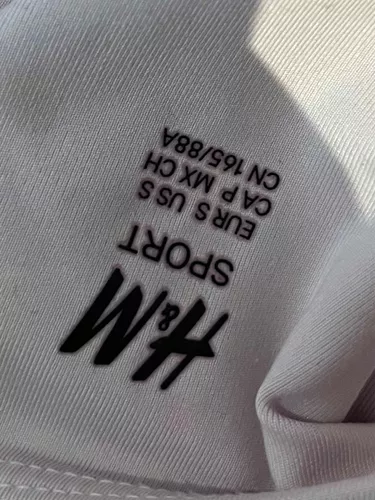 H&M
SPORT
EUR S US S
CA P MX CH
CN 165/88A